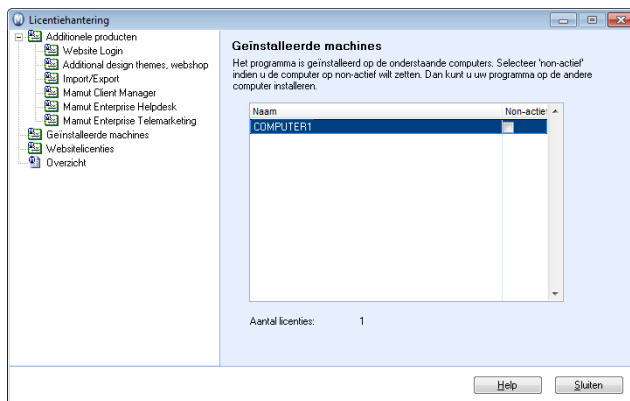 Licentiehantering
Additionele producten
Website Login
Additional design themes, webshop
Import/Export
Mamut Client Manager
Mamut Enterprise Helpdesk
Mamut Enterprise Telemarketing
Geïnstalleerde machines
Websitelicenties
Overzicht
Geïnstalleerde machines
Het programma is geïnstalleerd op de onderstaande computers. Selecteer 'non-actief'
indien u de computer op non-actief wilt zetten. Dan kunt u uw programma op de andere
computer installeren.
Naam Non-actief
COMPUTER1
Aantal licenties: 1
Help Sluiten